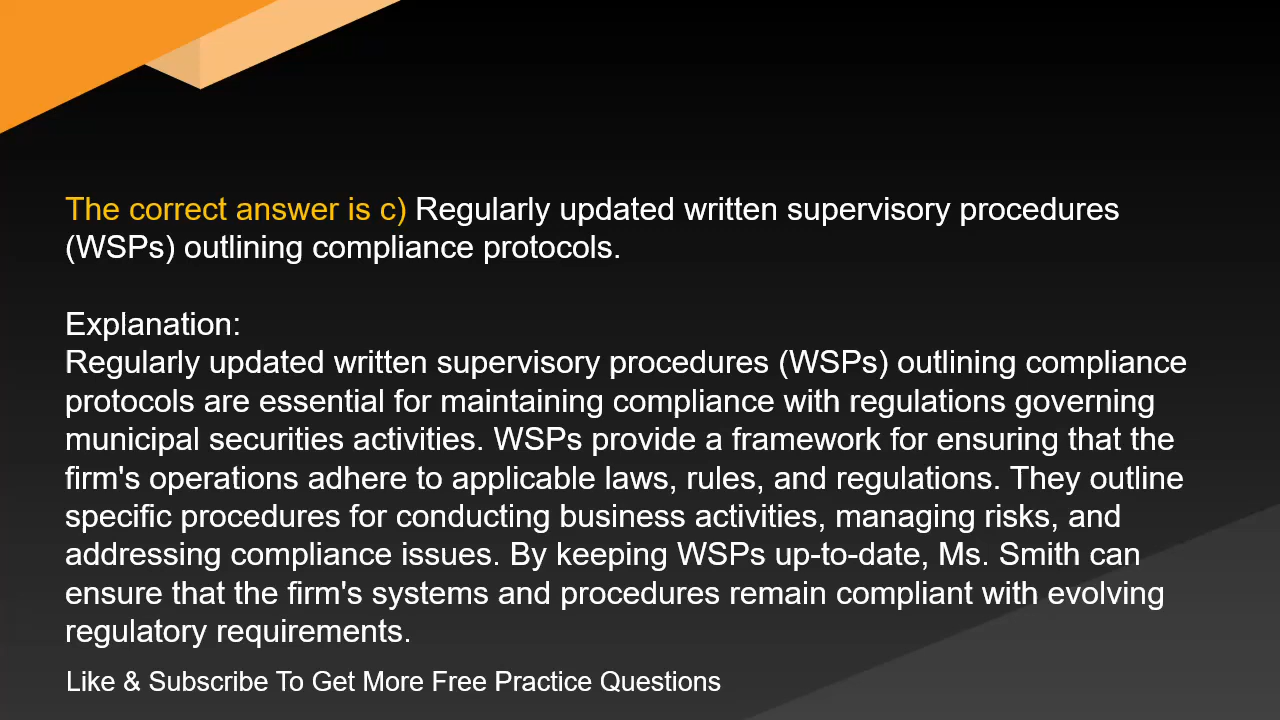 The correct answer is c) Regularly updated written supervisory procedures
(WSPs) outlining compliance protocols.
Explanation:
Regularly updated written supervisory procedures (WSPs) outlining compliance
protocols are essential for maintaining compliance with regulations governing
municipal securities activities. WSPs provide a framework for ensuring that the
firm's operations adhere to applicable laws, rules, and regulations. They outline
specific procedures for conducting business activities, managing risks, and
addressing compliance issues. By keeping WSPs up-to-date, Ms. Smith can
ensure that the firm's systems and procedures remain compliant with evolving
regulatory requirements.
Like & Subscribe To Get More Free Practice Questions